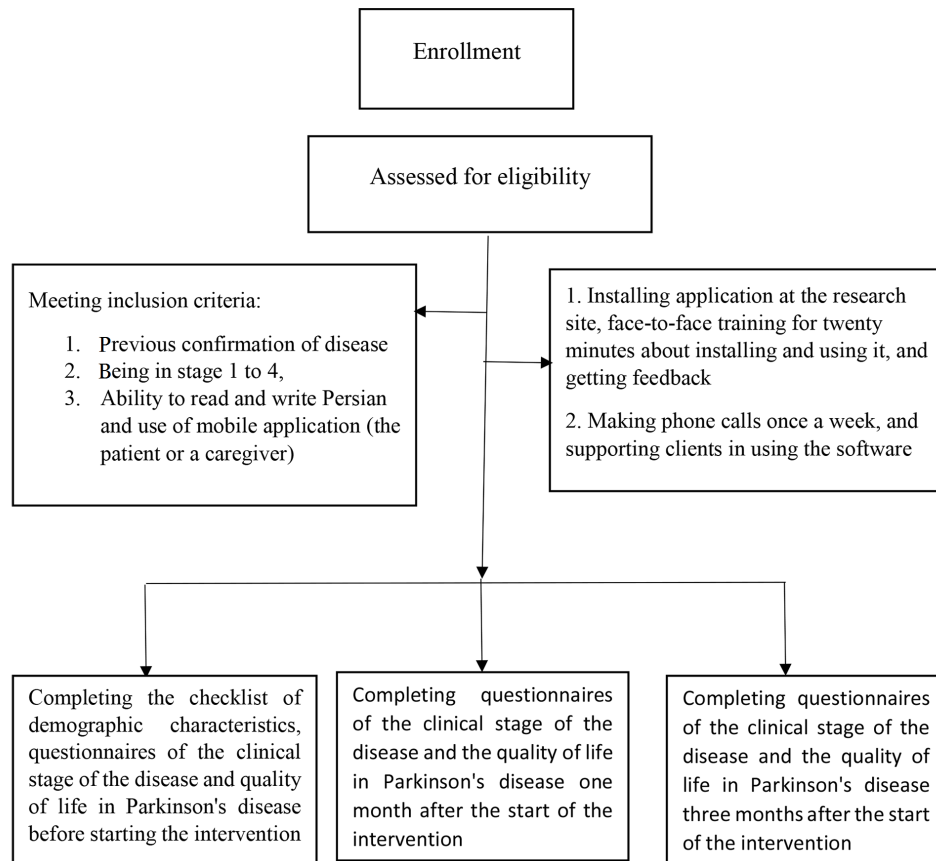 Enrollment
Assessed for eligibility
Meeting inclusion criteria:
1. Previous confirmation of disease
2. Being in stage 1 to 4,
3. Ability to read and write Persian
and use of mobile application (the
patient or a caregiver)
1. Installing application at the research
site, face-to-face training for twenty
minutes about installing and using it, and
getting feedback
2. Making phone calls once a week, and
supporting clients in using the software
Completing the checklist of
demographic characteristics,
questionnaires of the clinical
stage of the disease and quality
of life in Parkinson's disease
before starting the intervention
Completing questionnaires
of the clinical stage of the
disease and the quality of life
in Parkinson's disease one
month after the start of the
intervention
Completing questionnaires
of the clinical stage of the
disease and the quality of
life in Parkinson's disease
three months after the start
of the intervention